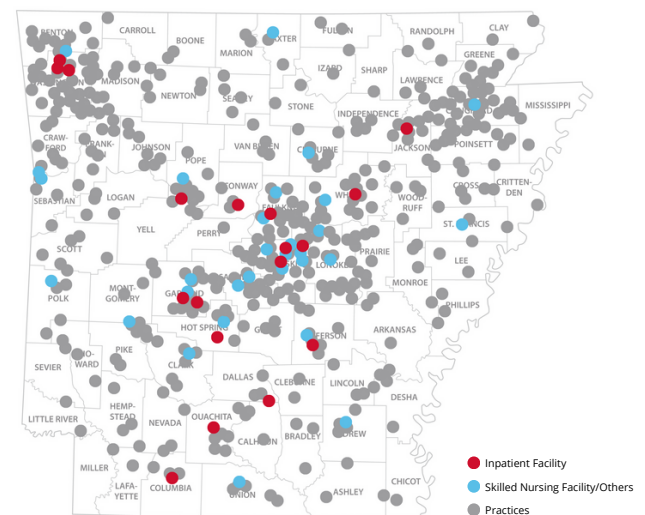 CARROLL
BOONE
MARION
BAXTER
FULTON
RANDOLPH
CLAY
BENTON
GREENE
IZARD
SHARP
LAWRENCE
MADISON
NEWTON
SEARCY
STONE
INDEPENDENCE
MISSISSIPPI
CRAW-
FORD
FRANK-
JOHNSON
POPE
VAN BUREN
CLEBURNE
JACKSON
POINSETT
SEBASTIAN
LOGAN
CONWAY
FAULKNER
WHITE
WOOD-
RUFF
CROSS
CRITTEN-
DEN
YELL
PERRY
ST. FRANCIS
SCOTT
PRAIRIE
LONOKE
LEE
POLK
MONT-
GOMERY
GARLAND
MONROE
PHILLIPS
HOT SPRING
GRANT
JEFFERSON
ARKANSAS
SEVIER
HO-
WARD
PIKE
CLARK
DALLAS
CLEBURNE
LINCOLN
DESHA
LITTLE RIVER
HEMP-
STEAD
NEVADA
OUACHITA
CALHOUN
BRADLEY
DREW
MILLER
LAFA-
YETTE
COLUMBIA
UNION
ASHLEY
CHICOT
Inpatient Facility
Skilled Nursing Facility/Others
Practices